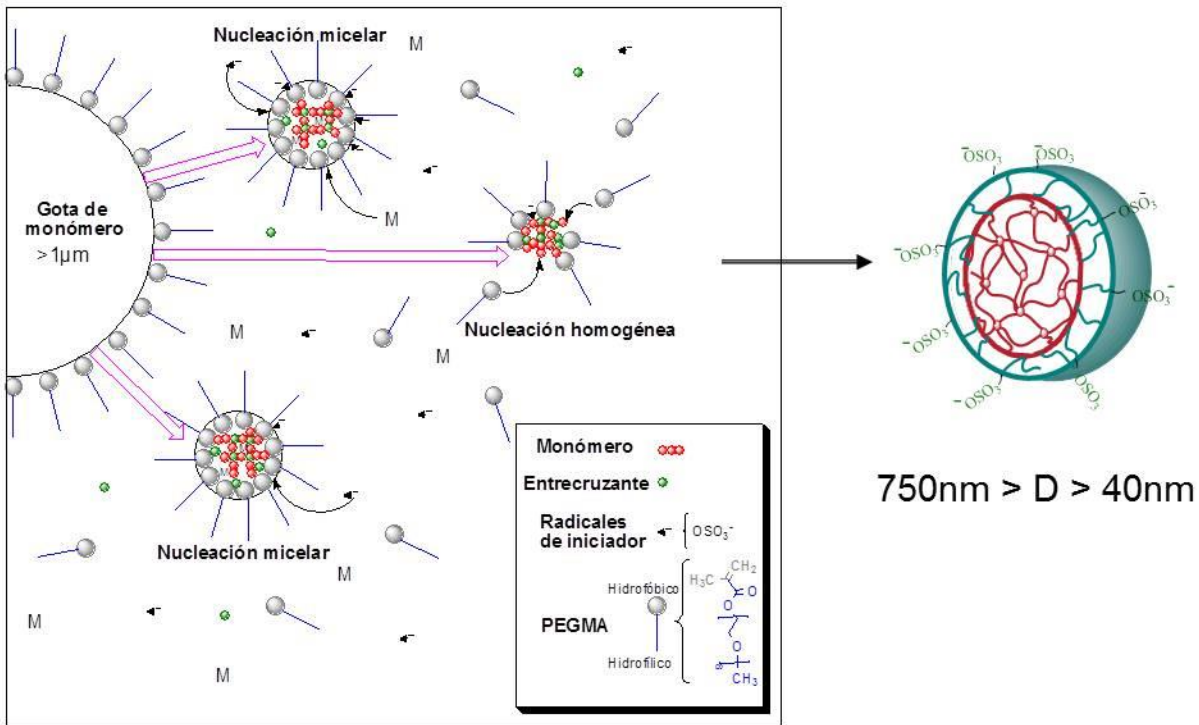 Nucleación micelar
M
Gota de
monómero
>1µm
M
M
Nucleación homogénea
M
M
M
M
Nucleación micelar
M
M
M
M
Monómero
Entrecruzante
Radicales
de iniciador
OSO₃⁻
Hidrofóbico
PEGMA
Hidrofílico
CH₂
H₃C
O
O
O
CH₃
⁻OSO₃
⁻OSO₃
⁻OSO₃
⁻OSO₃
OSO₃⁻
⁻OSO₃
⁻OSO₃
⁻OSO₃
750nm > D > 40nm